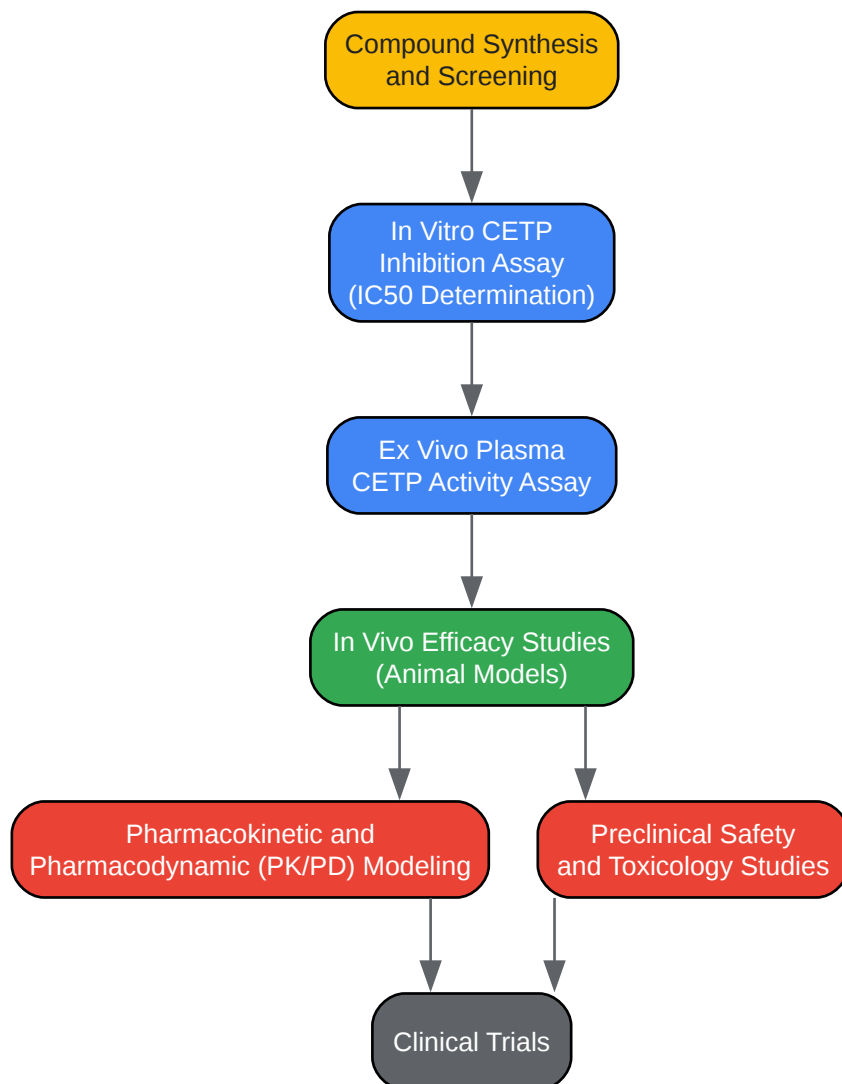 Compound Synthesis
and Screening
In Vitro CETP
Inhibition Assay
(IC50 Determination)
Ex Vivo Plasma
CETP Activity Assay
In Vivo Efficacy Studies
(Animal Models)
Pharmacokinetic and
Pharmacodynamic (PK/PD) Modeling
Preclinical Safety
and Toxicology Studies
Clinical Trials